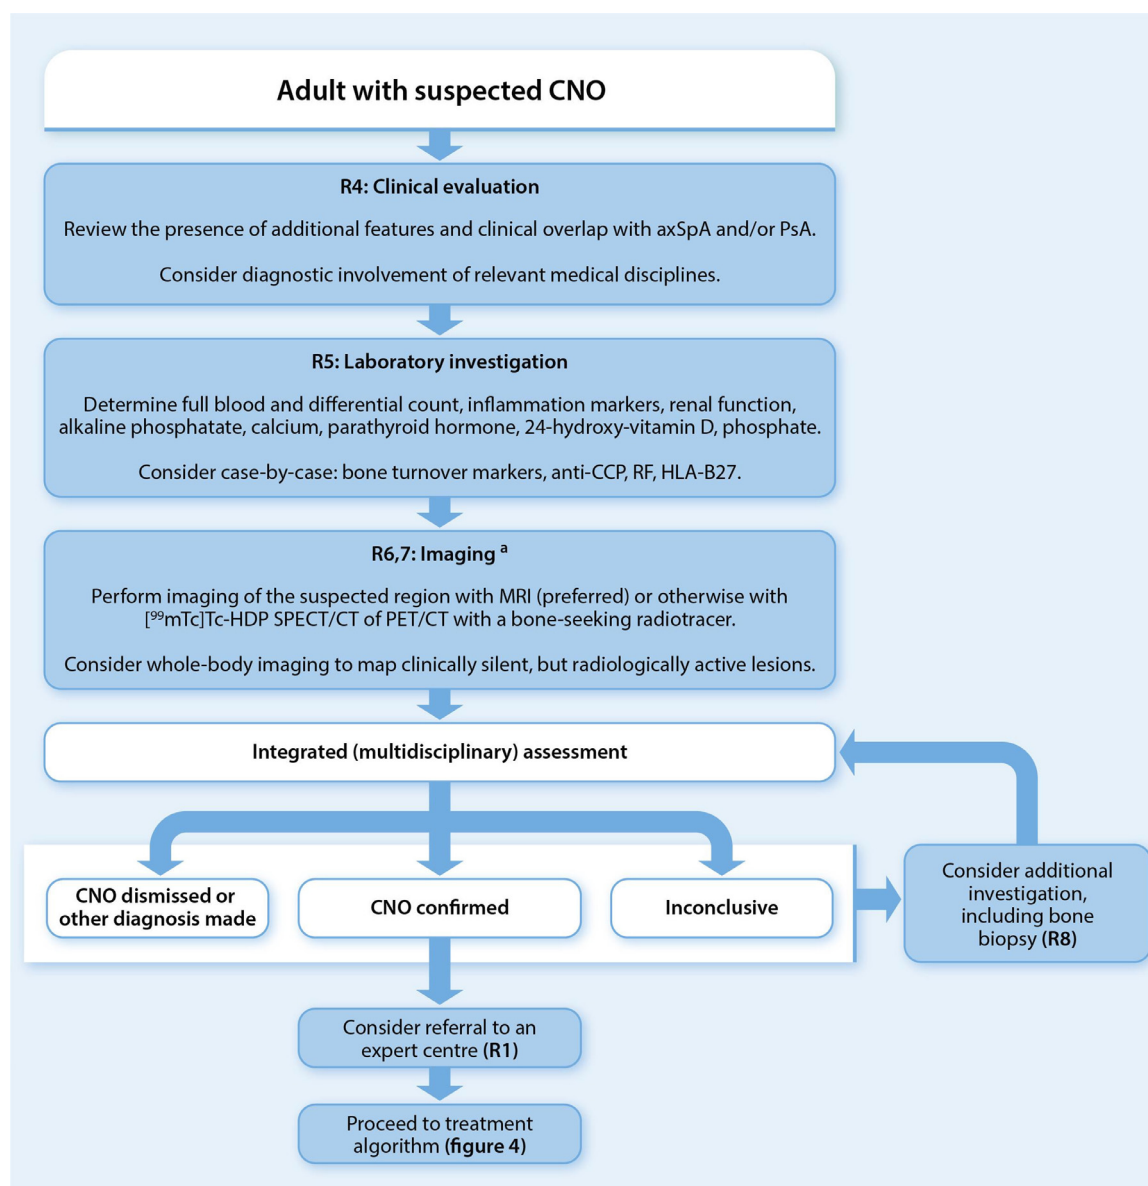 Adult with suspected CNO
R4: Clinical evaluation
Review the presence of additional features and clinical overlap with axSpA and/or PsA.
Consider diagnostic involvement of relevant medical disciplines.
R5: Laboratory investigation
Determine full blood and differential count, inflammation markers, renal function,
alkaline phosphatate, calcium, parathyroid hormone, 24-hydroxy-vitamin D, phosphate.
Consider case-by-case: bone turnover markers, anti-CCP, RF, HLA-B27.
R6,7: Imaging ª
Perform imaging of the suspected region with MRI (preferred) or otherwise with
[⁹⁹mTc]Tc-HDP SPECT/CT of PET/CT with a bone-seeking radiotracer.
Consider whole-body imaging to map clinically silent, but radiologically active lesions.
Integrated (multidisciplinary) assessment
CNO dismissed or
other diagnosis made
CNO confirmed
Inconclusive
Consider additional
investigation,
including bone
biopsy (R8)
Consider referral to an
expert centre (R1)
Proceed to treatment
algorithm (figure 4)